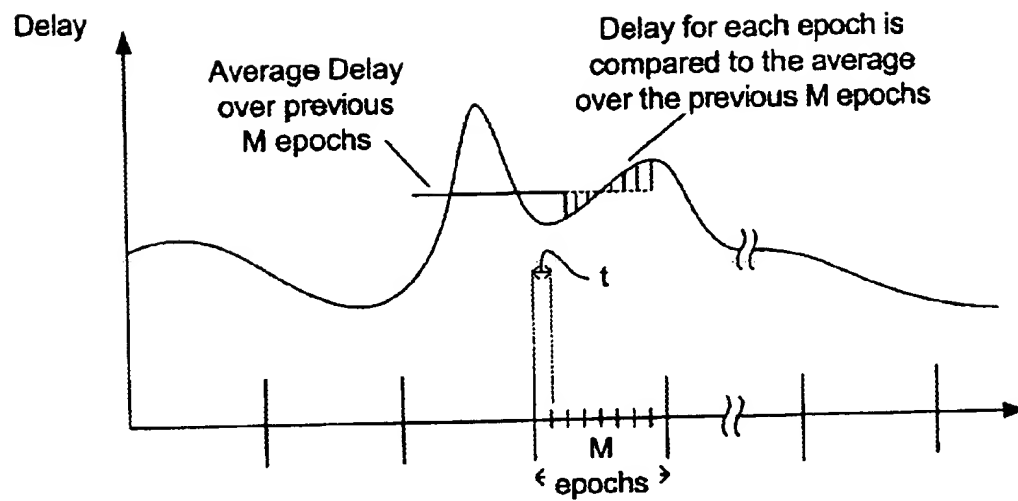 Delay
Average Delay
over previous
M epochs
Delay for each epoch is
compared to the average
over the previous M epochs
t
M
epochs